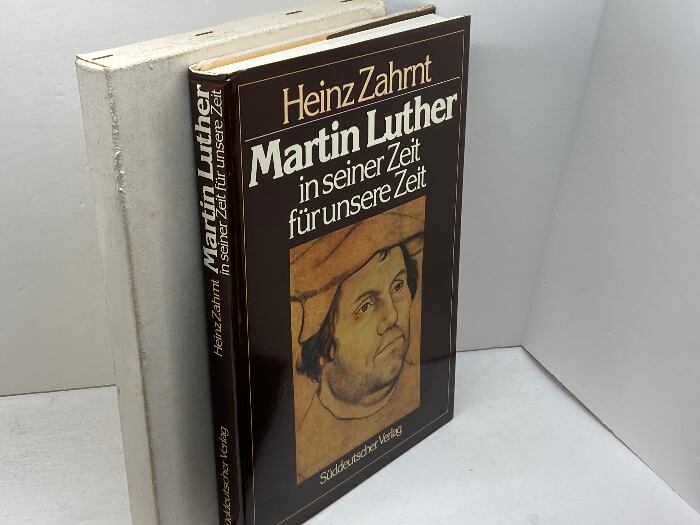 Heinz Zahrnt
Martin Luther
in seiner Zeit
für unsere Zeit
Süddeutscher Verlag
Heinz Zahrnt
Martin Luther
in seiner Zeit für unsere Zeit
Süddeutscher Verlag